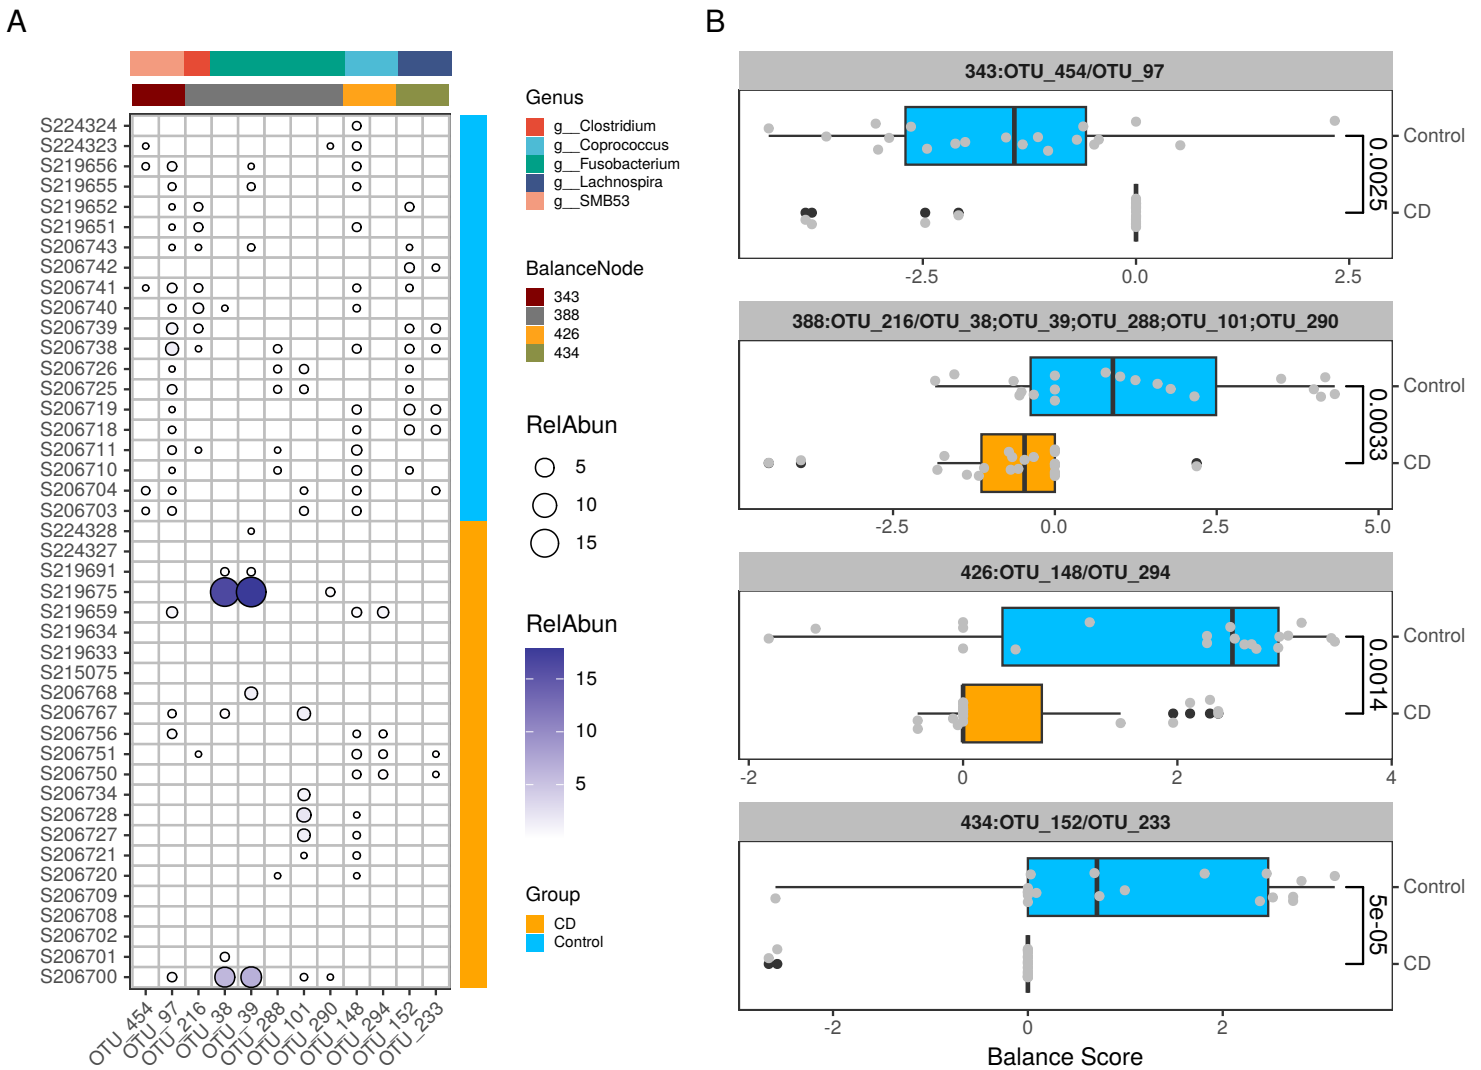 A
S224324
S224323
S219656
S219655
S219652
S219651
S206743
S206742
S206741
S206740
S206739
S206738
S206726
S206725
S206719
S206718
S206711
S206710
S206704
S206703
S224328
S224327
S219691
S219675
S219659
S219634
S219633
S215075
S206768
S206767
S206756
S206751
S206750
S206734
S206728
S206727
S206721
S206720
S206709
S206708
S206702
S206701
S206700
OTU_454
OTU_97
OTU_216
OTU_38
OTU_39
OTU_288
OTU_101
OTU_290
OTU_148
OTU_294
OTU_152
OTU_233
Genus
g__Clostridium
g__Coprococcus
g__Fusobacterium
g__Lachnospira
g__SMB53
BalanceNode
343
388
426
434
RelAbun
5
10
15
RelAbun
15
10
5
Group
CD
Control
B
343:OTU_454/OTU_97
Control
CD
0.0025
-2.5 0.0 2.5
388:OTU_216/OTU_38;OTU_39;OTU_288;OTU_101;OTU_290
Control
CD
0.0033
-2.5 0.0 2.5 5.0
426:OTU_148/OTU_294
Control
CD
0.0014
-2 0 2 4
434:OTU_152/OTU_233
Control
CD
5e-05
-2 0 2
Balance Score